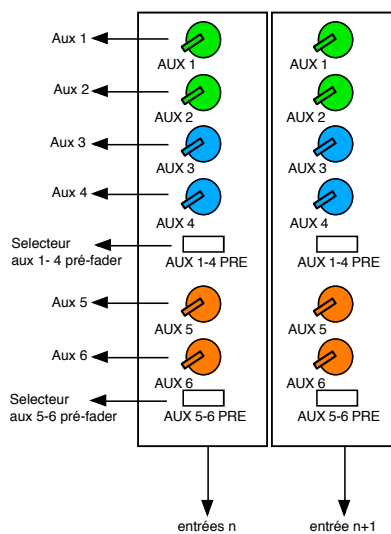 Aux 1
AUX 1
AUX 1
Aux 2
AUX 2
AUX 2
Aux 3
AUX 3
AUX 3
Aux 4
AUX 4
AUX 4
Selecteur
aux 1- 4 pré-fader
AUX 1-4 PRE
AUX 1-4 PRE
Aux 5
AUX 5
AUX 5
Aux 6
AUX 6
AUX 6
Selecteur
aux 5-6 pré-fader
AUX 5-6 PRE
AUX 5-6 PRE
entrées n
entrée n+1